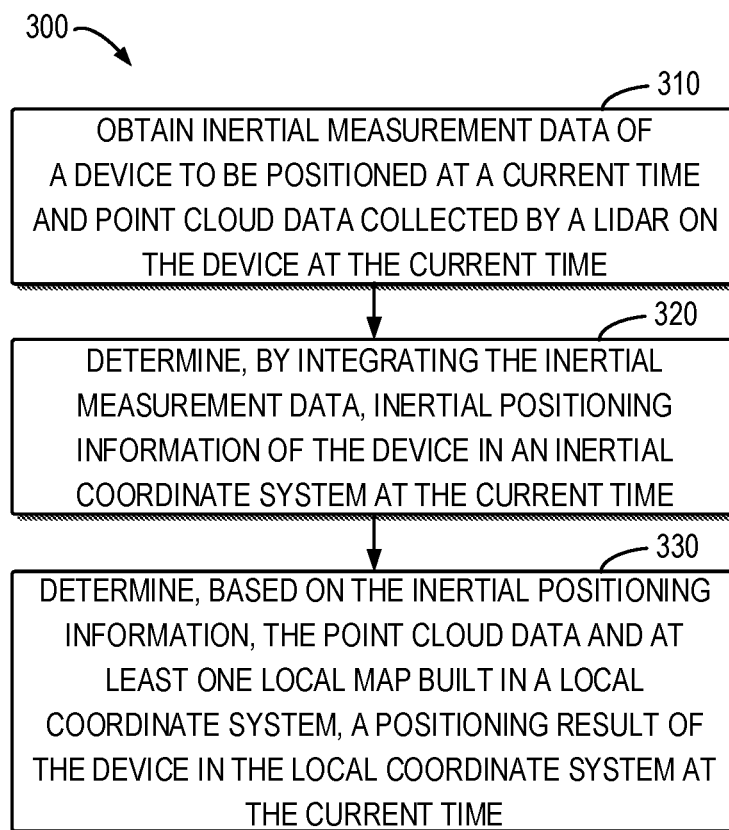 300
310
OBTAIN INERTIAL MEASUREMENT DATA OF
A DEVICE TO BE POSITIONED AT A CURRENT TIME
AND POINT CLOUD DATA COLLECTED BY A LIDAR ON
THE DEVICE AT THE CURRENT TIME
320
DETERMINE, BY INTEGRATING THE INERTIAL
MEASUREMENT DATA, INERTIAL POSITIONING
INFORMATION OF THE DEVICE IN AN INERTIAL
COORDINATE SYSTEM AT THE CURRENT TIME
330
DETERMINE, BASED ON THE INERTIAL POSITIONING
INFORMATION, THE POINT CLOUD DATA AND AT
LEAST ONE LOCAL MAP BUILT IN A LOCAL
COORDINATE SYSTEM, A POSITIONING RESULT OF
THE DEVICE IN THE LOCAL COORDINATE SYSTEM AT
THE CURRENT TIME